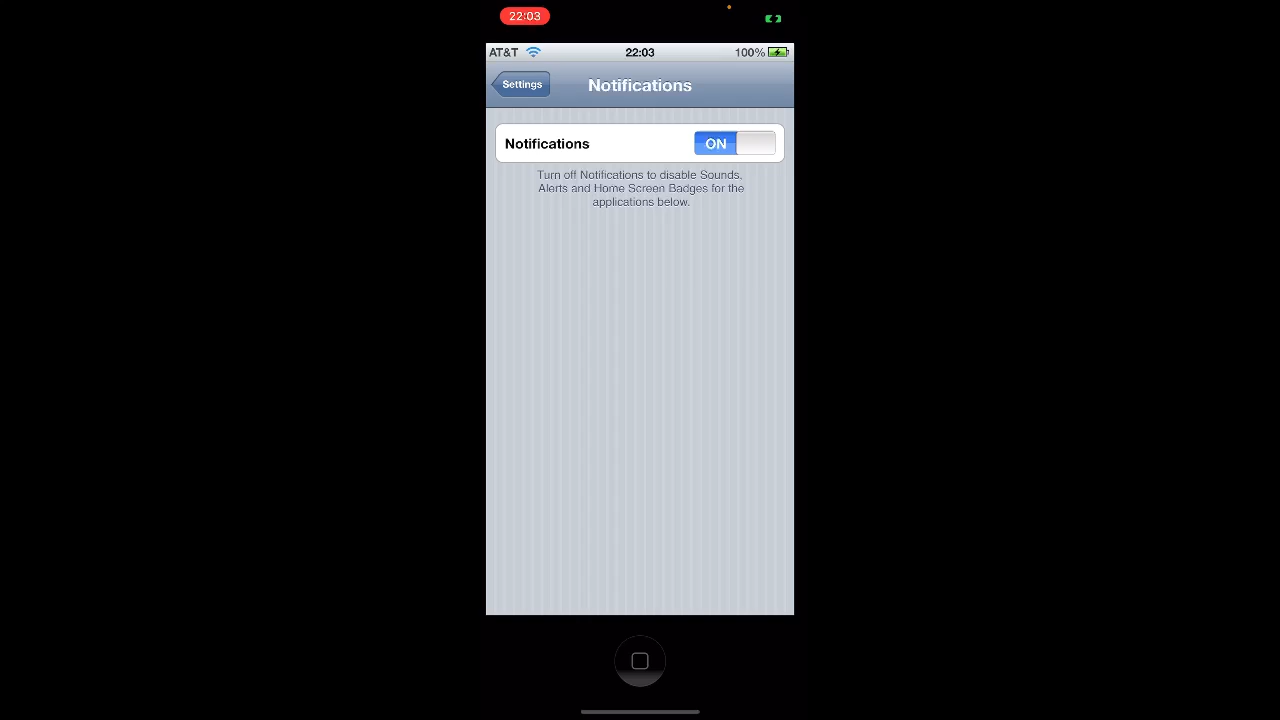 22:03
AT&T 22:03 100%
Settings Notifications
Notifications ON
Turn off Notifications to disable Sounds,
Alerts and Home Screen Badges for the
applications below.